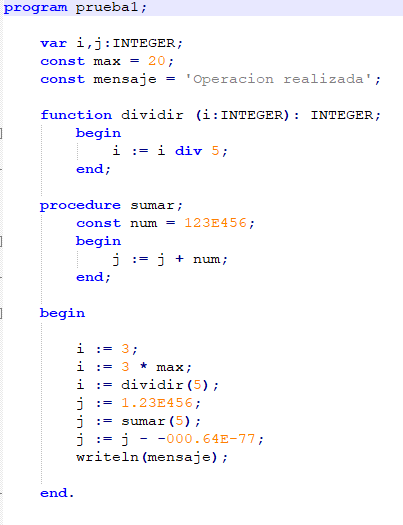 program prueba1;
var i,j:INTEGER;
const max = 20;
const mensaje = 'Operacion realizada';
function dividir (i:INTEGER): INTEGER;
begin
i := i div 5;
end;
procedure sumar;
const num = 123E456;
begin
j := j + num;
end;
begin
i := 3;
i := 3 * max;
i := dividir(5);
j := 1.23E456;
j := sumar(5);
j := j - -000.64E-77;
writeln(mensaje);
end.